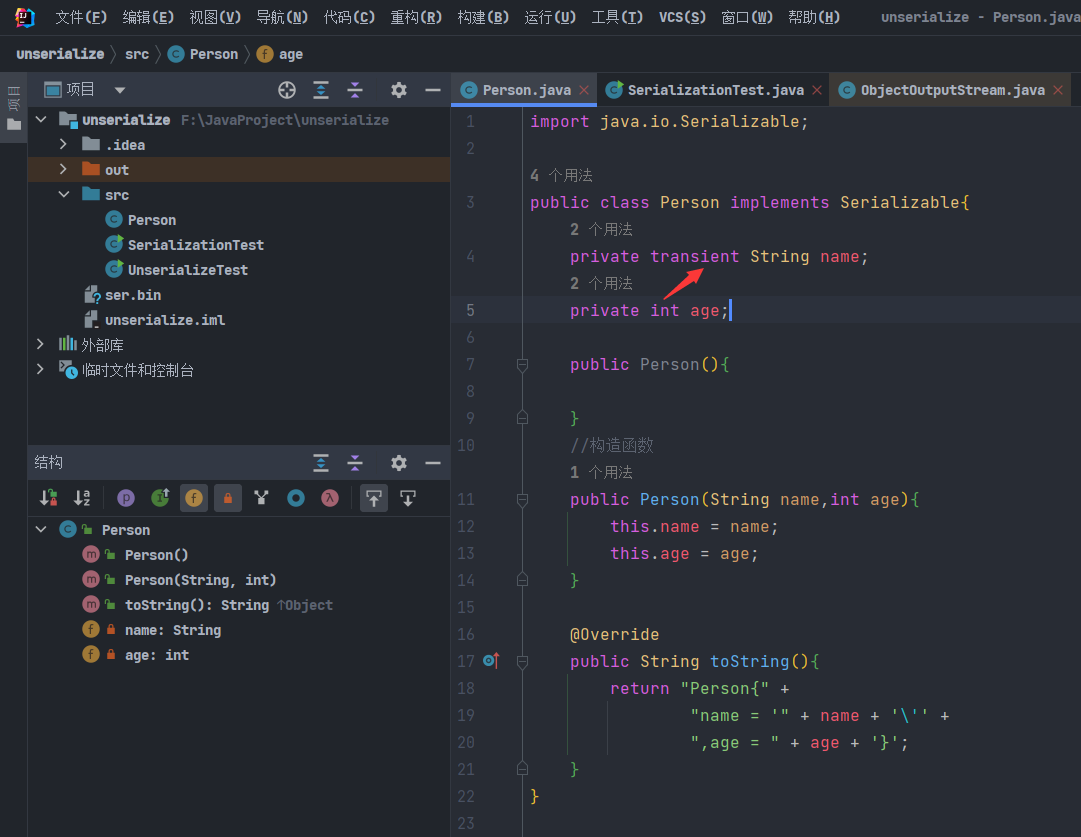 文件(F) 编辑(E) 视图(V) 导航(N) 代码(C) 重构(R) 构建(B) 运行(U) 工具(T) VCS(S) 窗口(W) 帮助(H) unserialize - Person.java
unserialize src Person age
项目
项目
Person.java SerializationTest.java ObjectOutputStream.java
unserialize F:\JavaProject\unserialize
.idea
out
src
Person
SerializationTest
UnserializeTest
ser.bin
unserialize.iml
外部库
临时文件和控制台
结构
Person
Person()
Person(String, int)
toString(): String ↑Object
name: String
age: int
1 import java.io.Serializable;
2
4 个用法
3 public class Person implements Serializable{
2 个用法
4 private transient String name;
2 个用法
5 private int age;
6
7 public Person(){
8
9 }
10 //构造函数
1 个用法
11 public Person(String name,int age){
12 this.name = name;
13 this.age = age;
14 }
15
16 @Override
17 public String toString(){
18 return "Person{" +
19 "name = '" + name + '\'' +
20 ",age = " + age + '}';
21 }
22 }
23